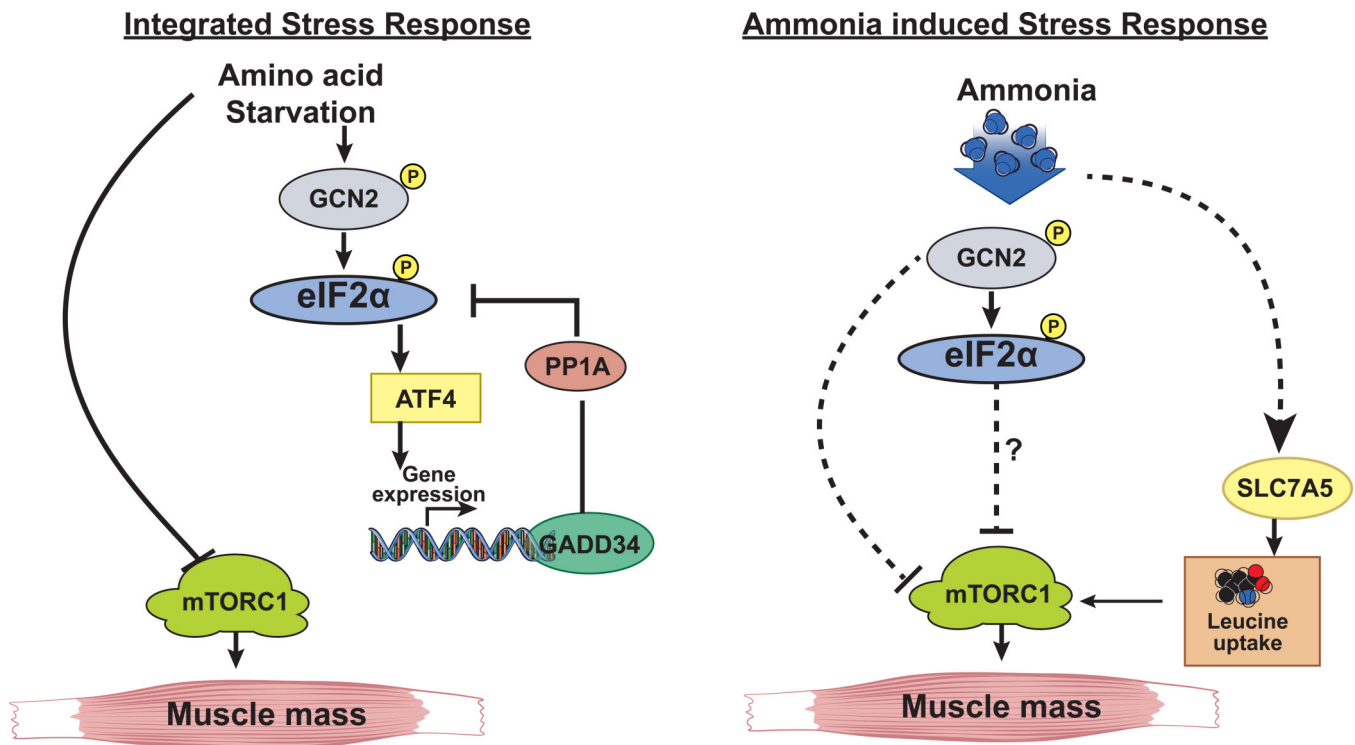 Integrated Stress Response
Amino acid
Starvation
P
GCN2
P
eIF2α
PP1A
ATF4
Gene
expression
GADD34
mTORC1
Muscle mass
Ammonia induced Stress Response
Ammonia
P
GCN2
P
eIF2α
?
SLC7A5
mTORC1
Leucine
uptake
Muscle mass